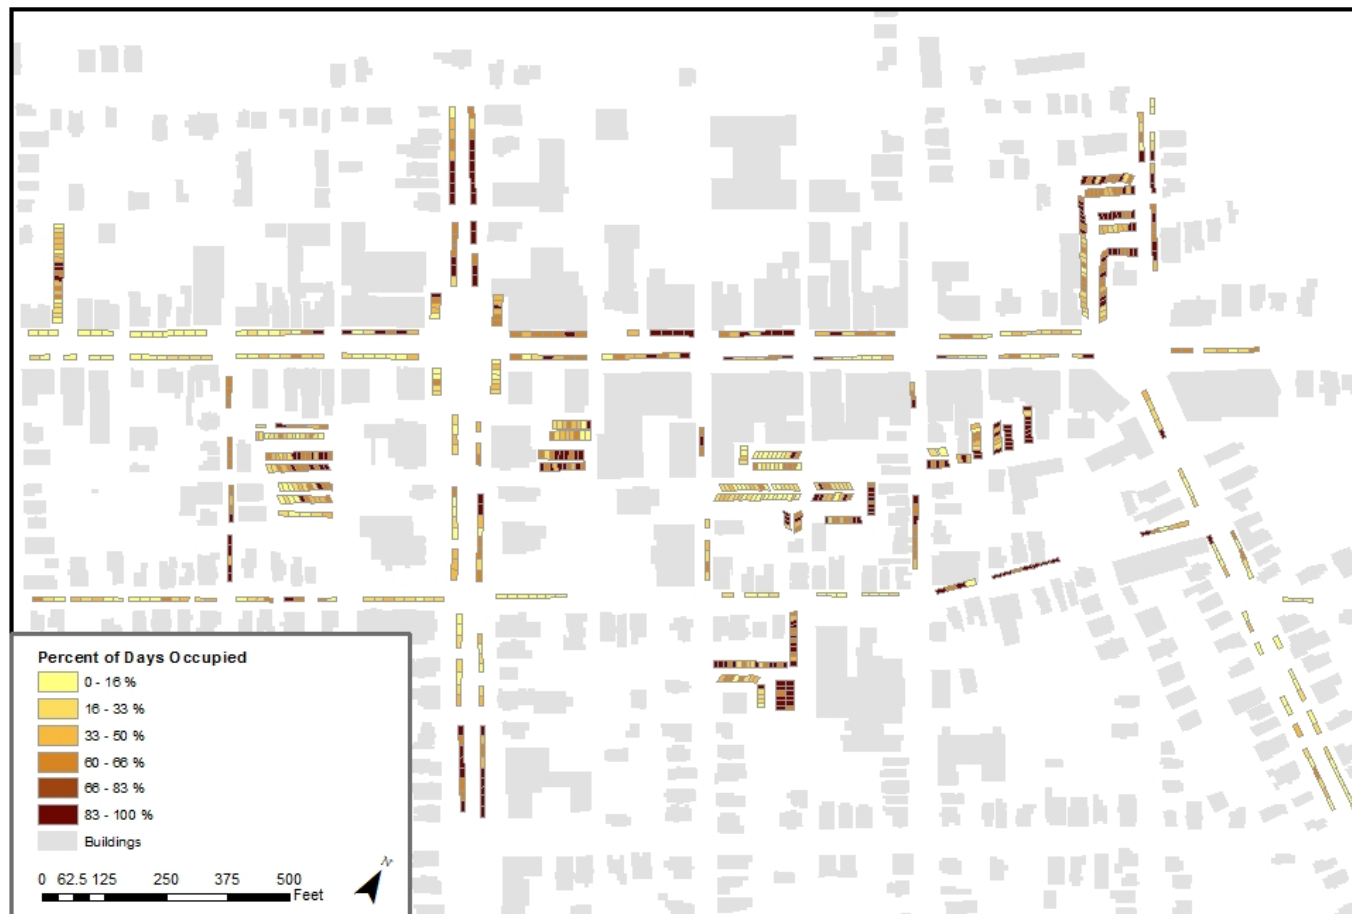 Percent of Days Occupied
0 - 16 %
16 - 33 %
33 - 50 %
60 - 66 %
66 - 83 %
83 - 100 %
Buildings
N
0 62.5 125 250 375 500
Feet